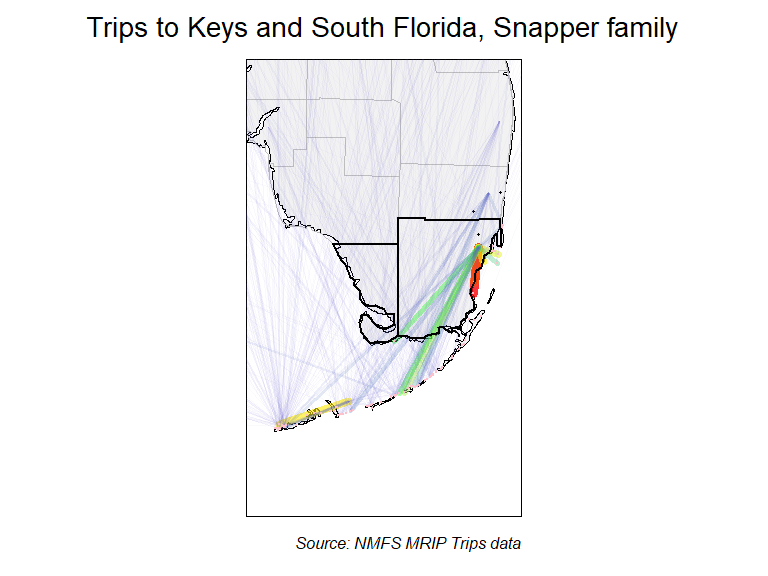 Trips to Keys and South Florida, Snapper family
Source: NMFS MRIP Trips data